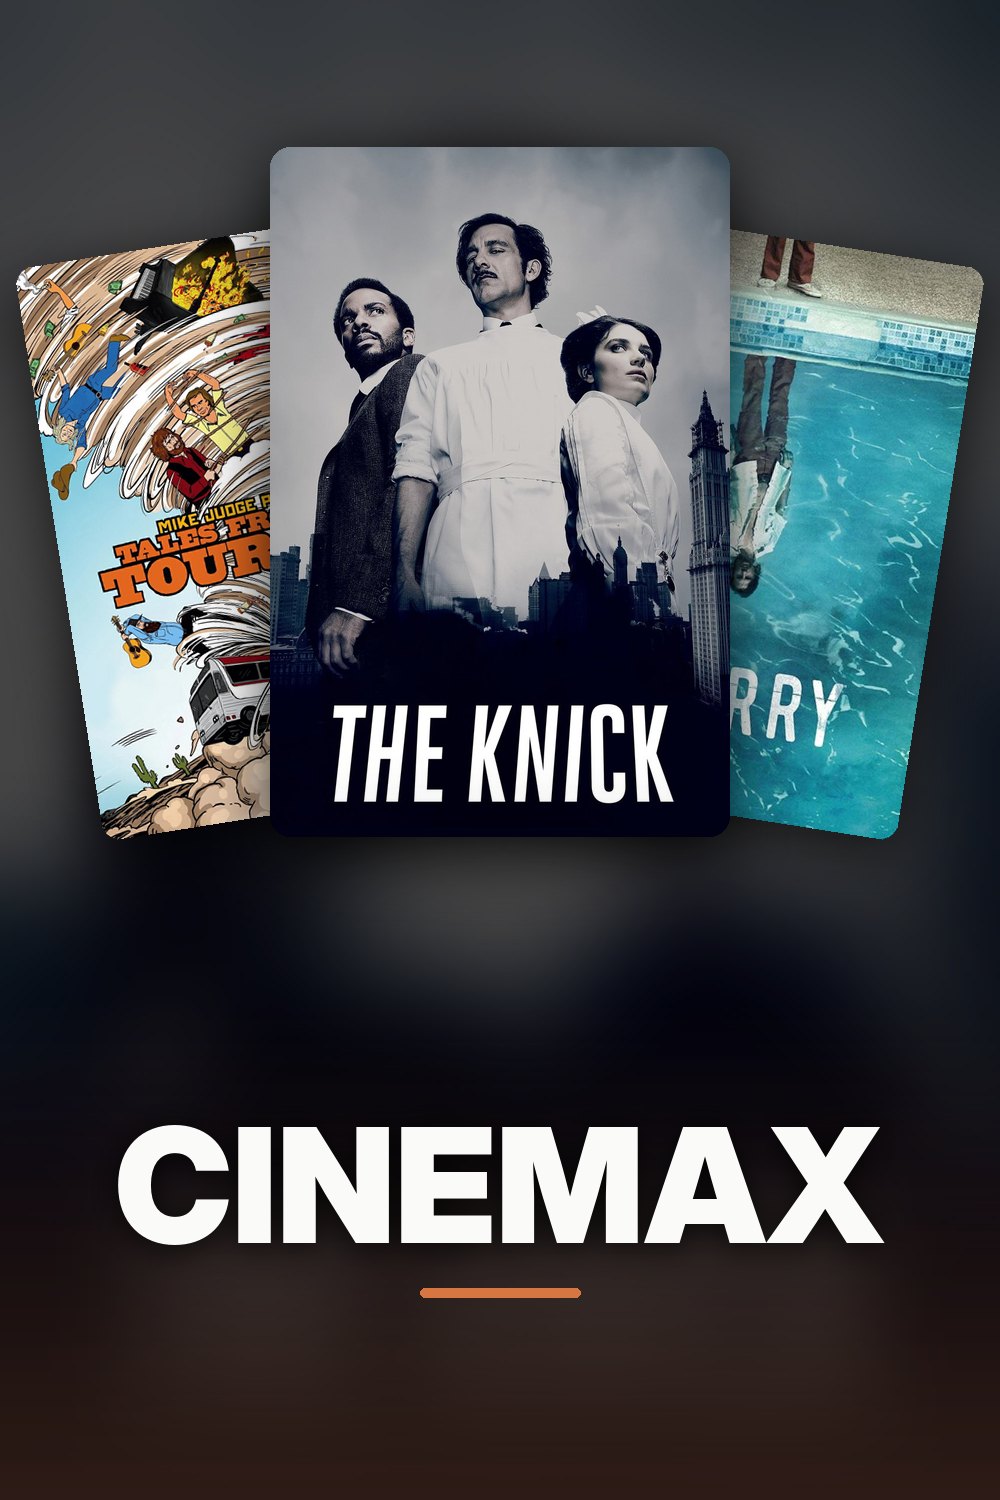 MIKE JUDGE P
TALES FR
TOUR
THE KNICK
RRY
CINEMAX